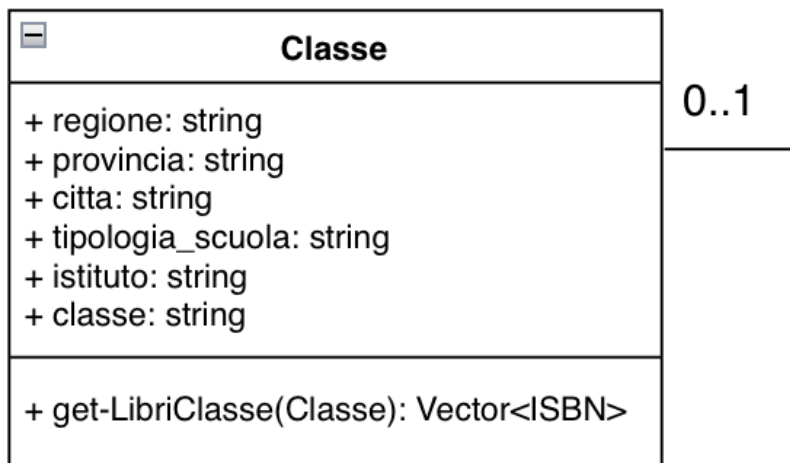 Classe
0..1
+ regione: string
+ provincia: string
+ citta: string
+ tipologia_scuola: string
+ istituto: string
+ classe: string
+ get-LibriClasse(Classe): Vector<ISBN>